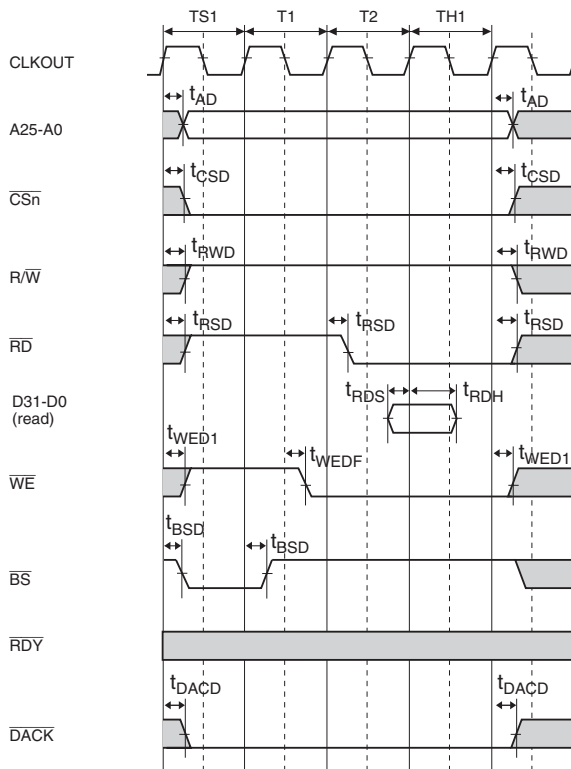 TS1 T1 T2 TH1
CLKOUT
tAD tAD
A25-A0
tCSD tCSD
CSn
tRWD tRWD
R/W
tRSD tRSD tRSD
RD
D31-D0
(read)
tRDS tRDH
tWED1 tWEDF tWED1
WE
tBSD tBSD
BS
RDY
tDACD tDACD
DACK